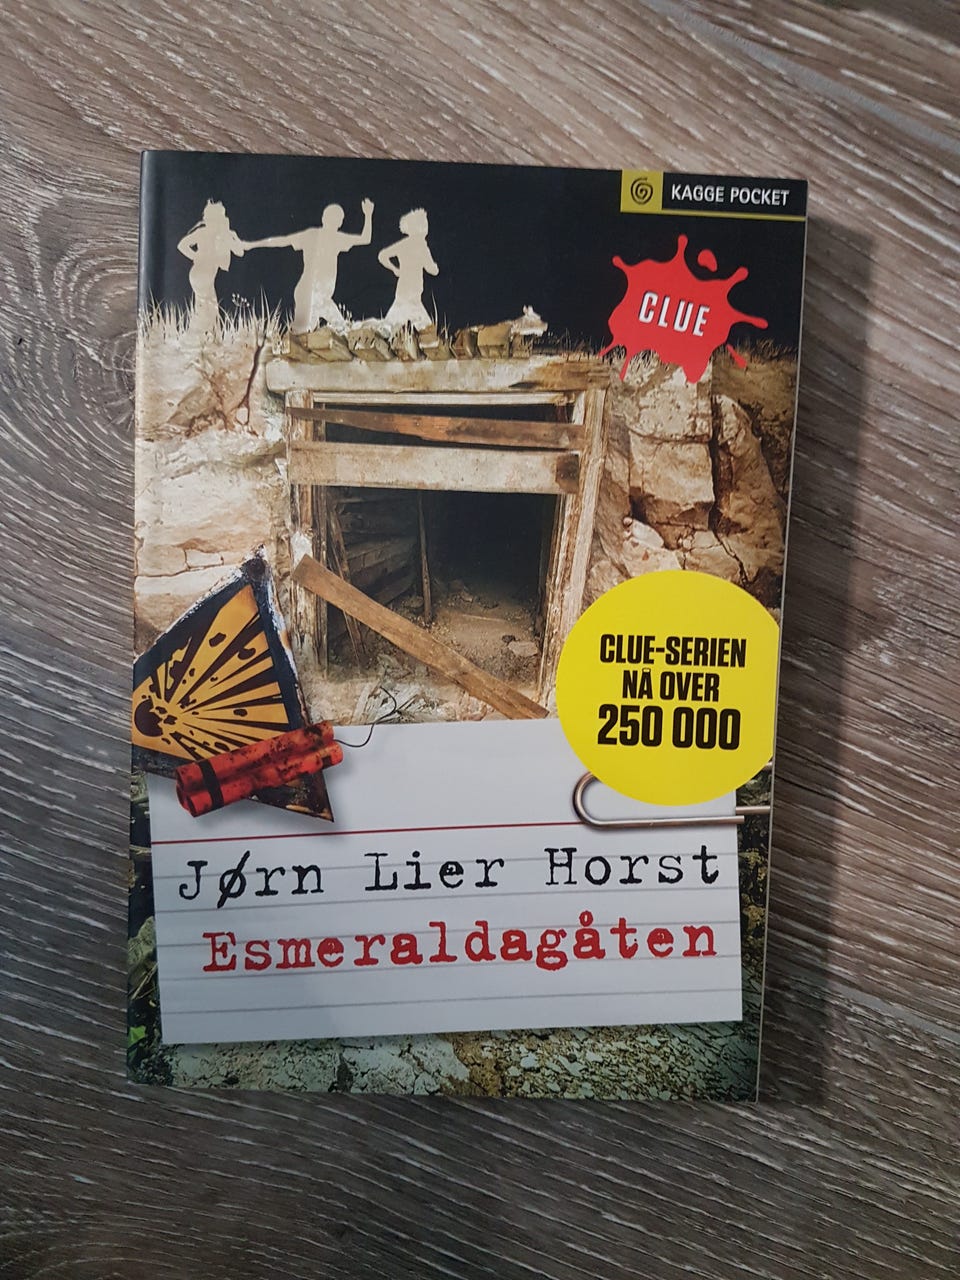 KAGGE POCKET
CLUE
CLUE-SERIEN
NÅ OVER
250 000
Jørn Lier Horst
Esmeraldagåten